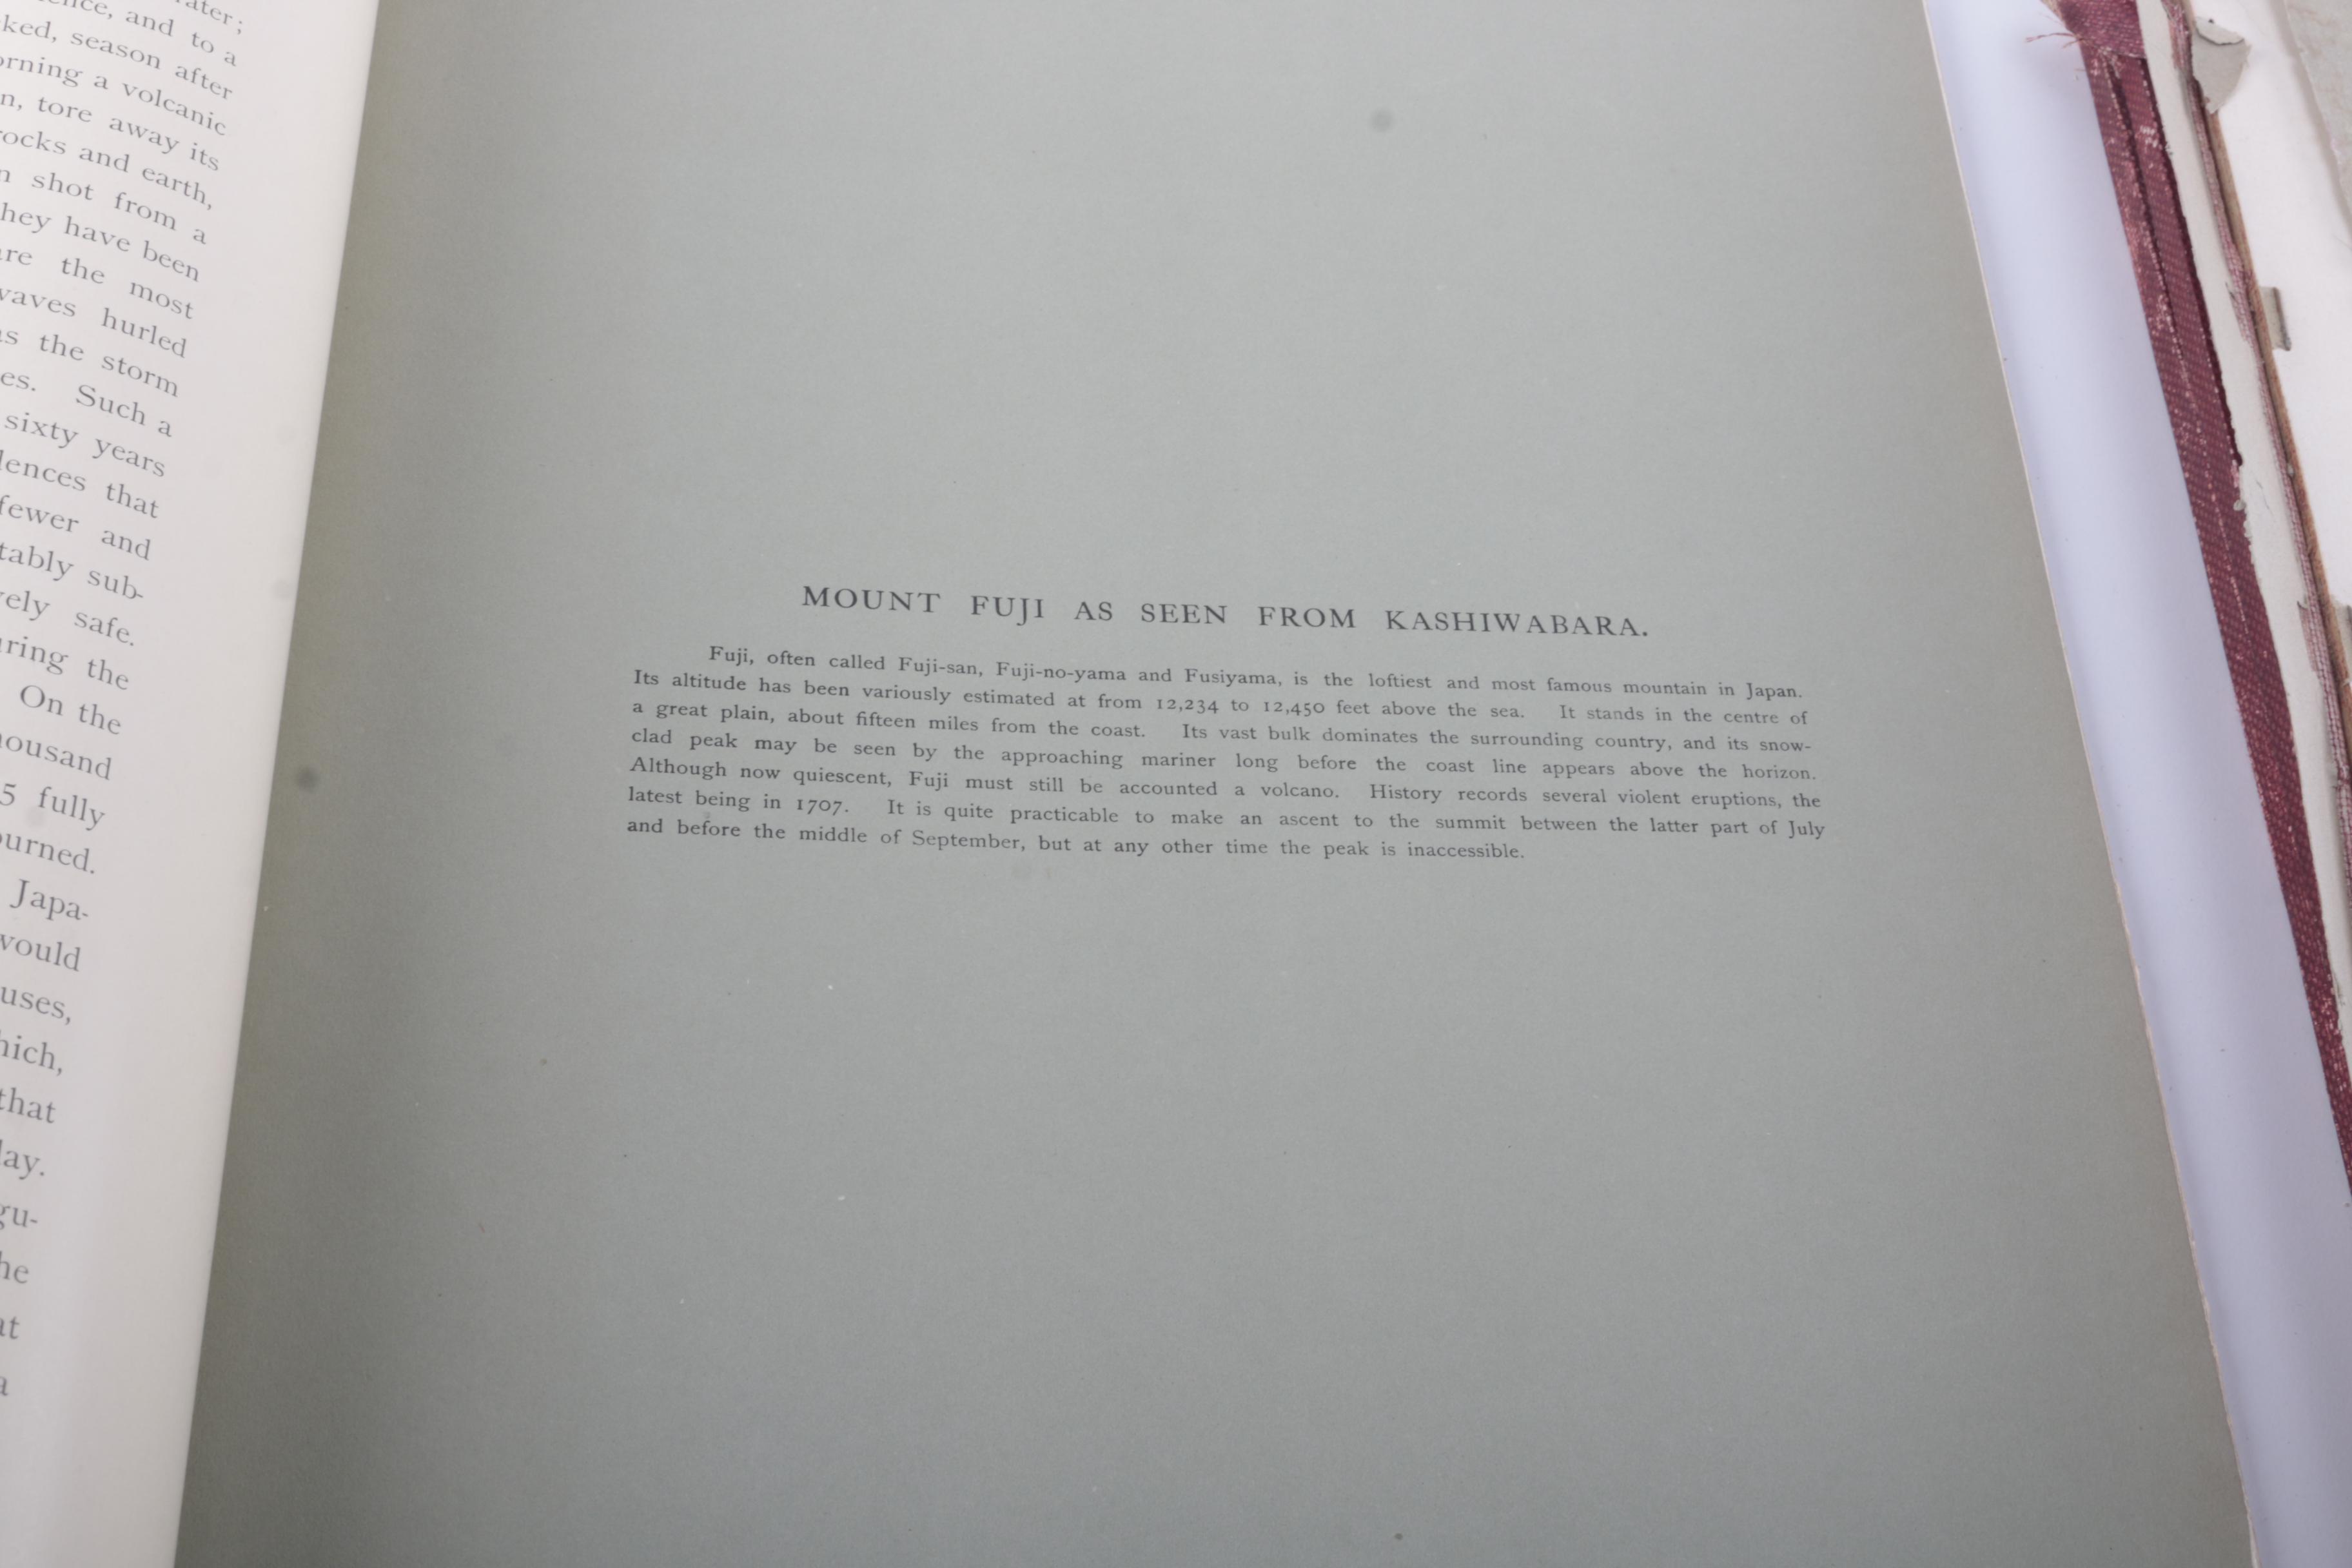 ater;
and to a
ked, season after
rning a volcanic
n, tore away its
ocks and earth,
n shot from a
hey have been
re the most
waves hurled
as the storm
es. Such a
sixty years
lences that
fewer and
tably sub-
ely safe.
ring the
On the
housand
5 fully
ourned.
Japa-
would
uses,
hich,
that
lay.
gu-
he
at
a
MOUNT FUJI AS SEEN FROM KASHIWABARA.
Fuji, often called Fuji-san, Fuji-no-yama and Fusiyama, is the loftiest and most famous mountain in Japan.
Its altitude has been variously estimated at from 12,234 to 12,450 feet above the sea. It stands in the centre of
a great plain, about fifteen miles from the coast. Its vast bulk dominates the surrounding country, and its snow-
clad peak may be seen by the approaching mariner long before the coast line appears above the horizon.
Although now quiescent, Fuji must still be accounted a volcano. History records several violent eruptions, the
latest being in 1707. It is quite practicable to make an ascent to the summit between the latter part of July
and before the middle of September, but at any other time the peak is inaccessible.